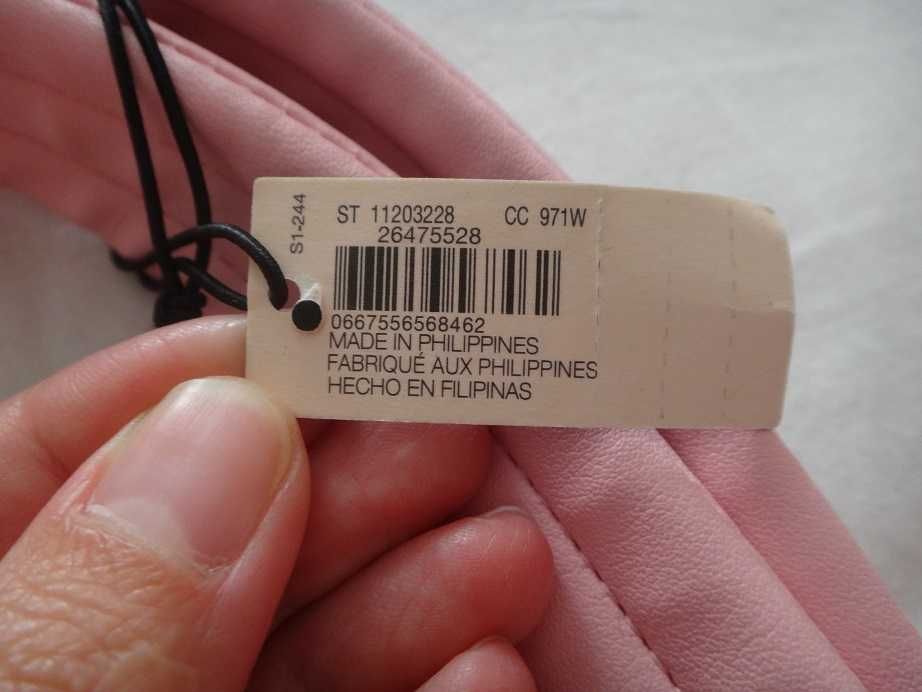 S1-244
ST 11203228 CC 971W
26475528
0667556568462
MADE IN PHILIPPINES
FABRIQUÉ AUX PHILIPPINES
HECHO EN FILIPINAS